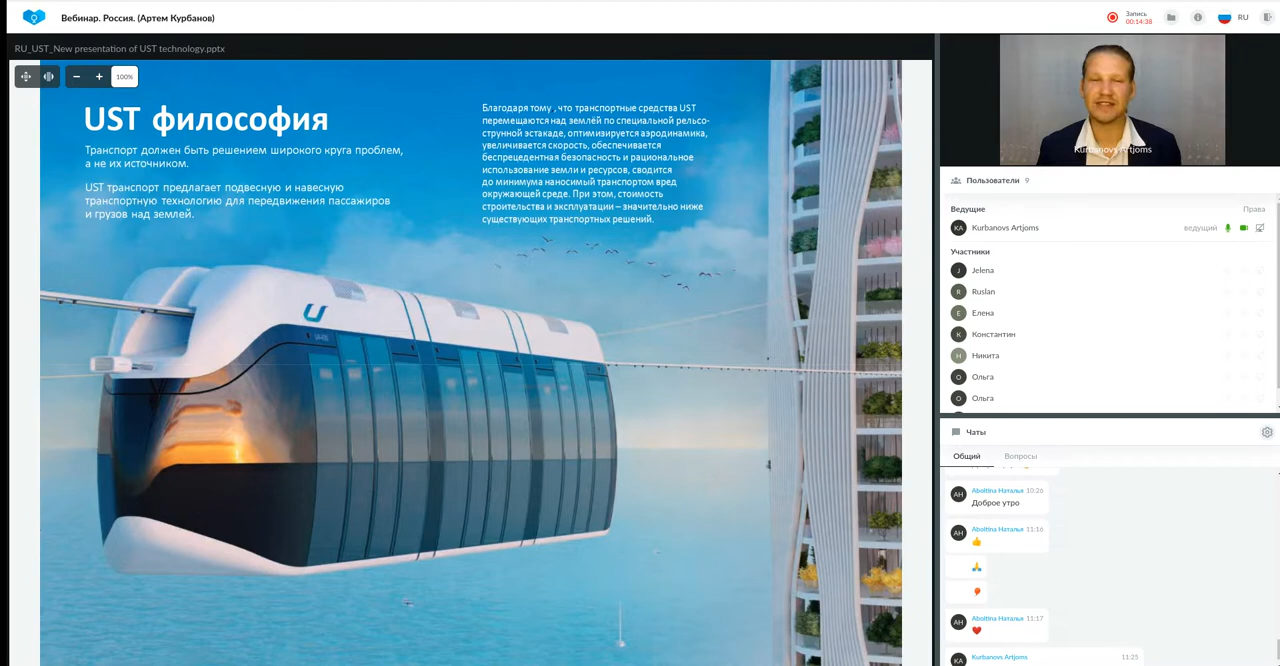 Вебинар. Россия. (Артем Курбанов)
Запись
00:14:38
RU
RU_UST_New presentation of UST technology.pptx
100%
UST философия
Транспорт должен быть решением широкого круга проблем,
а не их источником.
UST транспорт предлагает подвесную и навесную
транспортную технологию для передвижения пассажиров
и грузов над землей.
Благодаря тому , что транспортные средства UST
перемещаются над землёй по специальной рельсо-
струнной эстакаде, оптимизируется аэродинамика,
увеличивается скорость, обеспечивается
беспрецедентная безопасность и рациональное
использование земли и ресурсов, сводится
до минимума наносимый транспортом вред
окружающей среде. При этом, стоимость
строительства и эксплуатации – значительно ниже
существующих транспортных решений.
Kurbanovs Artjoms
Пользователи 9
Ведущие Права
KA Kurbanovs Artjoms ведущий
Участники
J Jelena
R Ruslan
Е Елена
К Константин
Н Никита
О Ольга
О Ольга
Чаты
Общий Вопросы
AH Aboltina Наталья 10:26
Доброе утро
AH Aboltina Наталья 11:16
AH Aboltina Наталья 11:17
KA Kurbanovs Artjoms 11:25